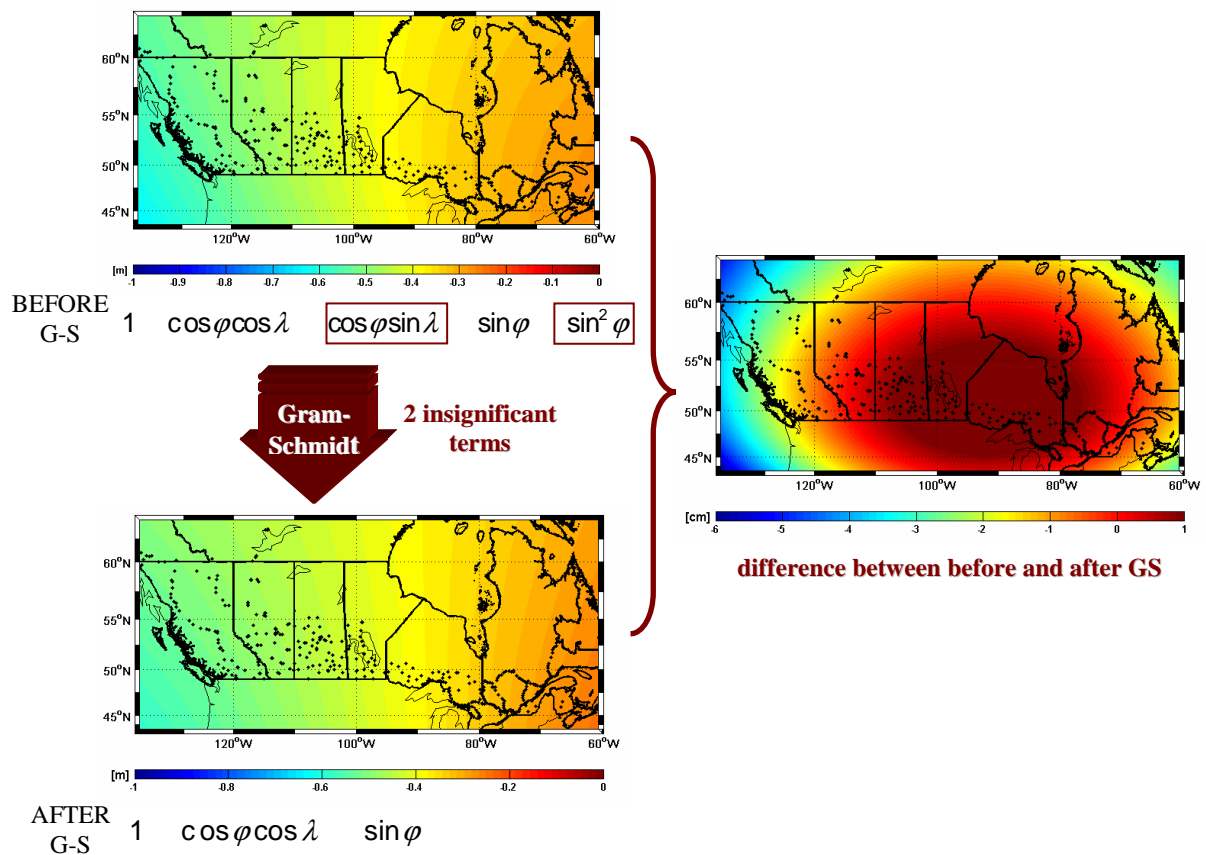 60°N
55°N
50°N
45°N
120°W 100°W 80°W 60°W
[m] -1 -0.9 -0.8 -0.7 -0.6 -0.5 -0.4 -0.3 -0.2 -0.1 0
BEFORE
G-S
1 cosφcosλ cosφsinλ sinφ sin² φ
Gram-
Schmidt
2 insignificant
terms
60°N
55°N
50°N
45°N
120°W 100°W 80°W 60°W
[cm] -6 -5 -4 -3 -2 -1 0 1
difference between before and after GS
60°N
55°N
50°N
45°N
120°W 100°W 80°W 60°W
[m] -1 -0.8 -0.6 -0.4 -0.2 0
AFTER
G-S
1 cosφcosλ sinφ